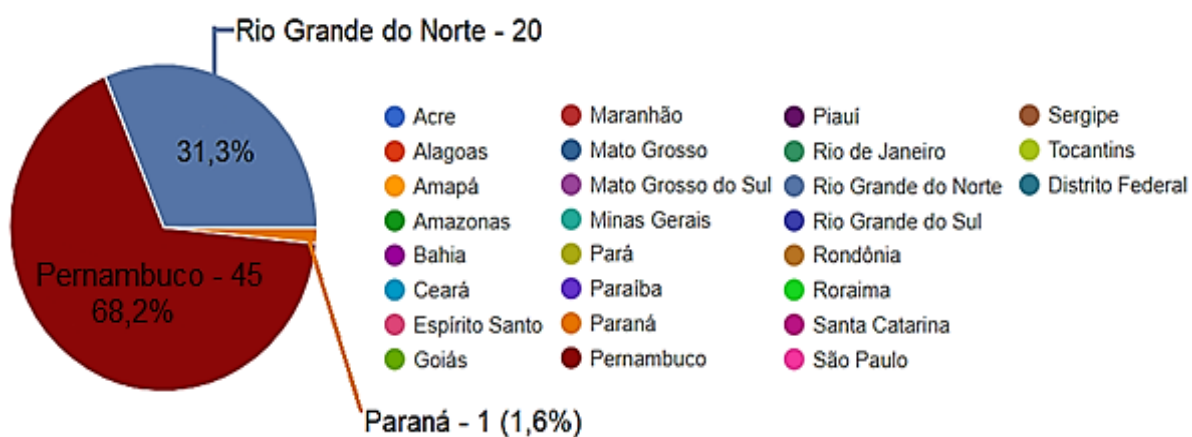 Rio Grande do Norte - 20
31,3%
Pernambuco - 45
68,2%
Paraná - 1 (1,6%)
Acre
Alagoas
Amapá
Amazonas
Bahia
Ceará
Espírito Santo
Goiás
Maranhão
Mato Grosso
Mato Grosso do Sul
Minas Gerais
Pará
Paraíba
Paraná
Pernambuco
Piauí
Rio de Janeiro
Rio Grande do Norte
Rio Grande do Sul
Rondônia
Roraima
Santa Catarina
São Paulo
Sergipe
Tocantins
Distrito Federal